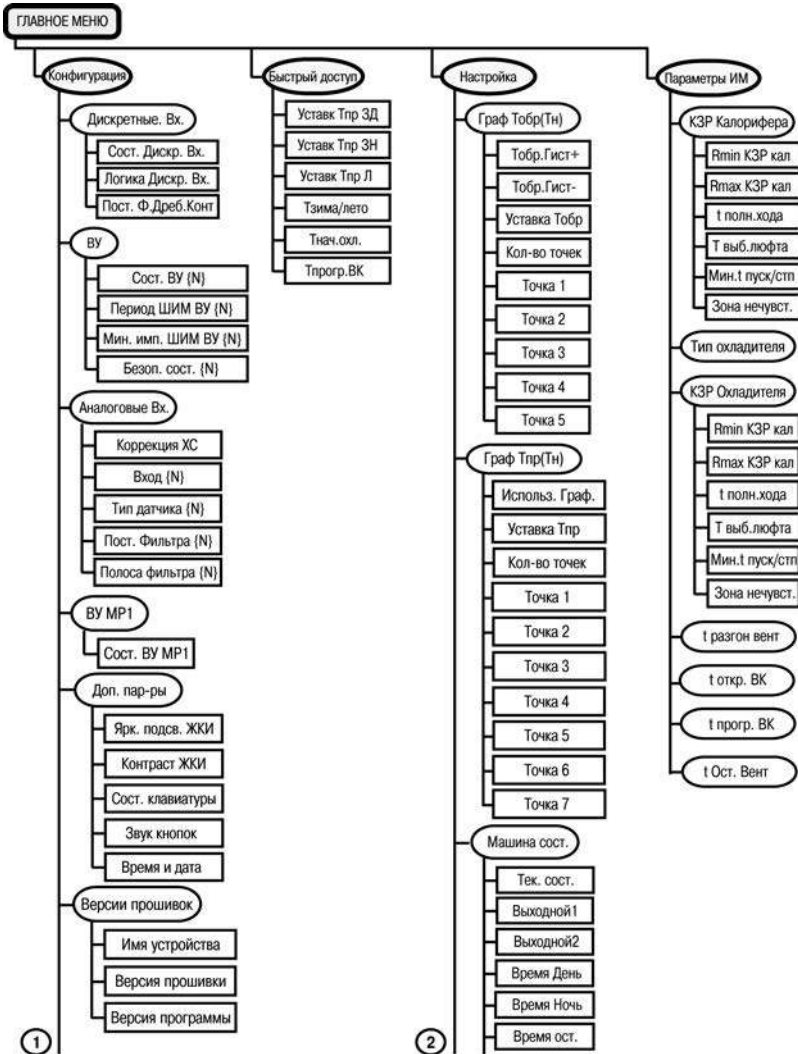 ГЛАВНОЕ МЕНЮ
Конфигурация
Дискретные. Вх.
Сост. Дискр. Вх.
Логика Дискр. Вх.
Пост. Ф.Дреб.Конт
ВУ
Сост. ВУ {N}
Период ШИМ ВУ {N}
Мин. имп. ШИМ ВУ {N}
Безоп. сост. {N}
Аналоговые Вх.
Коррекция ХС
Вход {N}
Тип датчика {N}
Пост. Фильтра {N}
Полоса фильтра {N}
ВУ МР1
Сост. ВУ МР1
Доп. пар-ры
Ярк. подсв. ЖКИ
Контраст ЖКИ
Сост. клавиатуры
Звук кнопок
Время и дата
Версии прошивок
Имя устройства
Версия прошивки
Версия программы
1
Быстрый доступ
Уставк Тпр ЗД
Уставк Тпр ЗН
Уставк Тпр Л
Тзима/лето
Тнач.охл.
Тпрогр.ВК
Настройка
Граф Тобр(Тн)
Тобр.Гист+
Тобр.Гист-
Уставка Тобр
Кол-во точек
Точка 1
Точка 2
Точка 3
Точка 4
Точка 5
Граф Тпр(Тн)
Использ. Граф.
Уставка Тпр
Кол-во точек
Точка 1
Точка 2
Точка 3
Точка 4
Точка 5
Точка 6
Точка 7
Машина сост.
Тек. сост.
Выходной1
Выходной2
Время День
Время Ночь
Время ост.
2
Параметры ИМ
КЗР Калорифера
Rmin КЗР кал
Rmax КЗР кал
t полн.хода
Т выб.люфта
Мин.t пуск/стп
Зона нечувст.
Тип охладителя
КЗР Охладителя
Rmin КЗР кал
Rmax КЗР кал
t полн.хода
Т выб.люфта
Мин.t пуск/стп
Зона нечувст.
t разгон вент
t откр. ВК
t прогр. ВК
t Ост. Вент